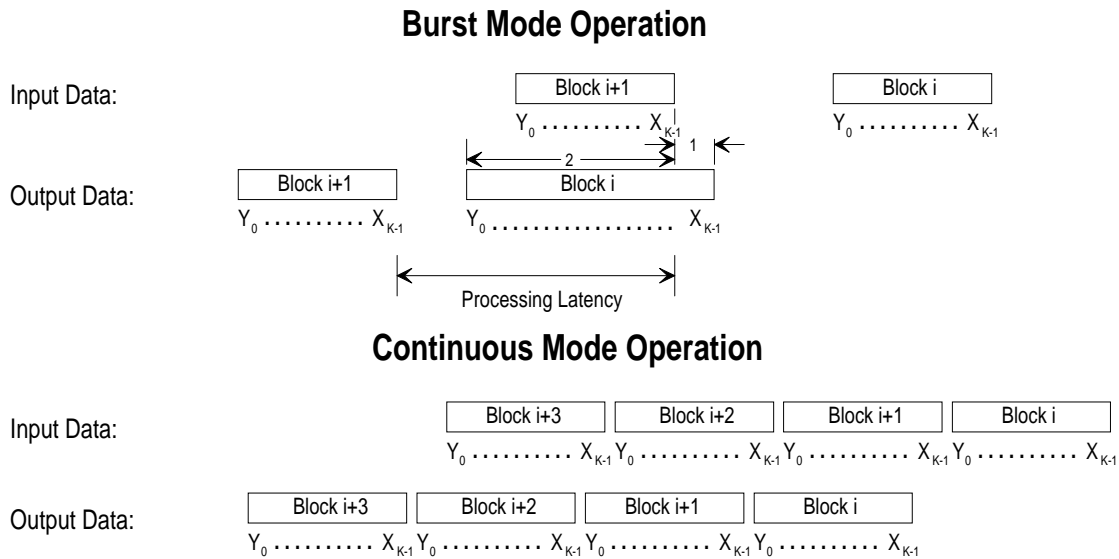 Burst Mode Operation
Input Data:
Block i+1
Block i
Y0 .......... XK-1
Y0 .......... XK-1
1
2
Output Data:
Block i+1
Block i
Y0 .......... XK-1
Y0 .................. XK-1
Processing Latency
Continuous Mode Operation
Input Data:
Block i+3
Block i+2
Block i+1
Block i
Y0 .......... XK-1
Y0 .......... XK-1
Y0 .......... XK-1
Y0 .......... XK-1
Output Data:
Block i+3
Block i+2
Block i+1
Block i
Y0 .......... XK-1
Y0 .......... XK-1
Y0 .......... XK-1
Y0 .......... XK-1